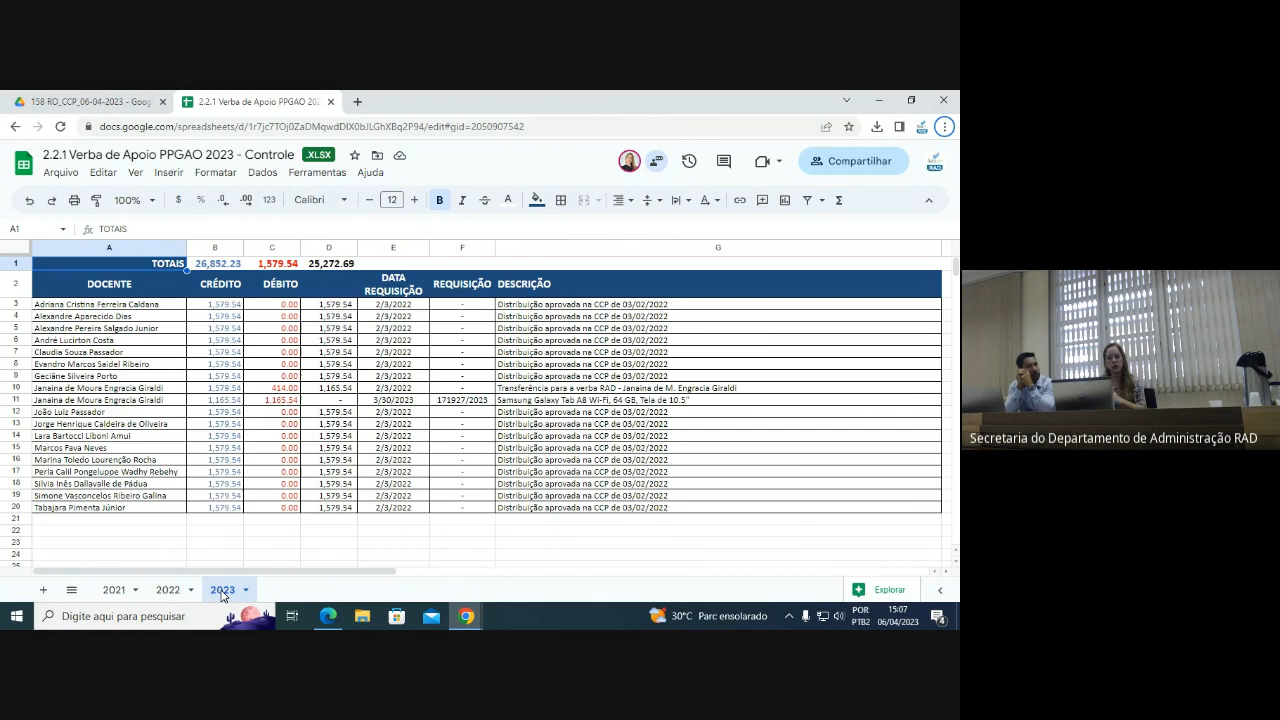 158 RO_CCP_06-04-2023 - Goog
2.2.1 Verba de Apoio PPGAO 202
docs.google.com/spreadsheets/d/1r7jc7TOj0ZaDMqwdDIX0bJLGhXBq2P94/edit#gid=2050907542
2.2.1 Verba de Apoio PPGAO 2023 - Controle .XLSX
Compartilhar
Arquivo Editar Ver Inserir Formatar Dados Ferramentas Ajuda
100% $ % .0 .00 123 Calibri 12 B I A
A1 fx TOTAIS
A B C D E F G
1 TOTAIS 26,852.23 1,579.54 25,272.69
2 DOCENTE CRÉDITO DÉBITO DATA REQUISIÇÃO REQUISIÇÃO DESCRIÇÃO
3 Adriana Cristina Ferreira Caldana 1,579.54 0.00 1,579.54 2/3/2022 - Distribuição aprovada na CCP de 03/02/2022
4 Alexandre Aparecido Dias 1,579.54 0.00 1,579.54 2/3/2022 - Distribuição aprovada na CCP de 03/02/2022
5 Alexandre Pereira Salgado Junior 1,579.54 0.00 1,579.54 2/3/2022 - Distribuição aprovada na CCP de 03/02/2022
6 André Lucirton Costa 1,579.54 0.00 1,579.54 2/3/2022 - Distribuição aprovada na CCP de 03/02/2022
7 Claudia Souza Passador 1,579.54 0.00 1,579.54 2/3/2022 - Distribuição aprovada na CCP de 03/02/2022
8 Evandro Marcos Saidel Ribeiro 1,579.54 0.00 1,579.54 2/3/2022 - Distribuição aprovada na CCP de 03/02/2022
9 Geciâne Silveira Porto 1,579.54 0.00 1,579.54 2/3/2022 - Distribuição aprovada na CCP de 03/02/2022
10 Janaina de Moura Engracia Giraldi 1,579.54 414.00 1,165.54 2/3/2022 - Transferência para a verba RAD - Janaina de M. Engracia Giraldi
11 Janaina de Moura Engracia Giraldi 1,165.54 1,165.54 - 3/30/2023 171927/2023 Samsung Galaxy Tab A8 Wi-Fi, 64 GB, Tela de 10.5"
12 João Luiz Passador 1,579.54 0.00 1,579.54 2/3/2022 - Distribuição aprovada na CCP de 03/02/2022
13 Jorge Henrique Caldeira de Oliveira 1,579.54 0.00 1,579.54 2/3/2022 - Distribuição aprovada na CCP de 03/02/2022
14 Lara Bartocci Liboni Amui 1,579.54 0.00 1,579.54 2/3/2022 - Distribuição aprovada na CCP de 03/02/2022
15 Marcos Fava Neves 1,579.54 0.00 1,579.54 2/3/2022 - Distribuição aprovada na CCP de 03/02/2022
16 Marina Toledo Lourenção Rocha 1,579.54 0.00 1,579.54 2/3/2022 - Distribuição aprovada na CCP de 03/02/2022
17 Perla Calil Pongeluppe Wadhy Rebehy 1,579.54 0.00 1,579.54 2/3/2022 - Distribuição aprovada na CCP de 03/02/2022
18 Silvia Inês Dallavalle de Pádua 1,579.54 0.00 1,579.54 2/3/2022 - Distribuição aprovada na CCP de 03/02/2022
19 Simone Vasconcelos Ribeiro Galina 1,579.54 0.00 1,579.54 2/3/2022 - Distribuição aprovada na CCP de 03/02/2022
20 Tabajara Pimenta Júnior 1,579.54 0.00 1,579.54 2/3/2022 - Distribuição aprovada na CCP de 03/02/2022
21
22
23
24
25
2021 2022 2023 Explorar
Digite aqui para pesquisar
30°C Parc ensolarado
POR
PTB2
15:07
06/04/2023
4
Secretaria do Departamento de Administração RAD